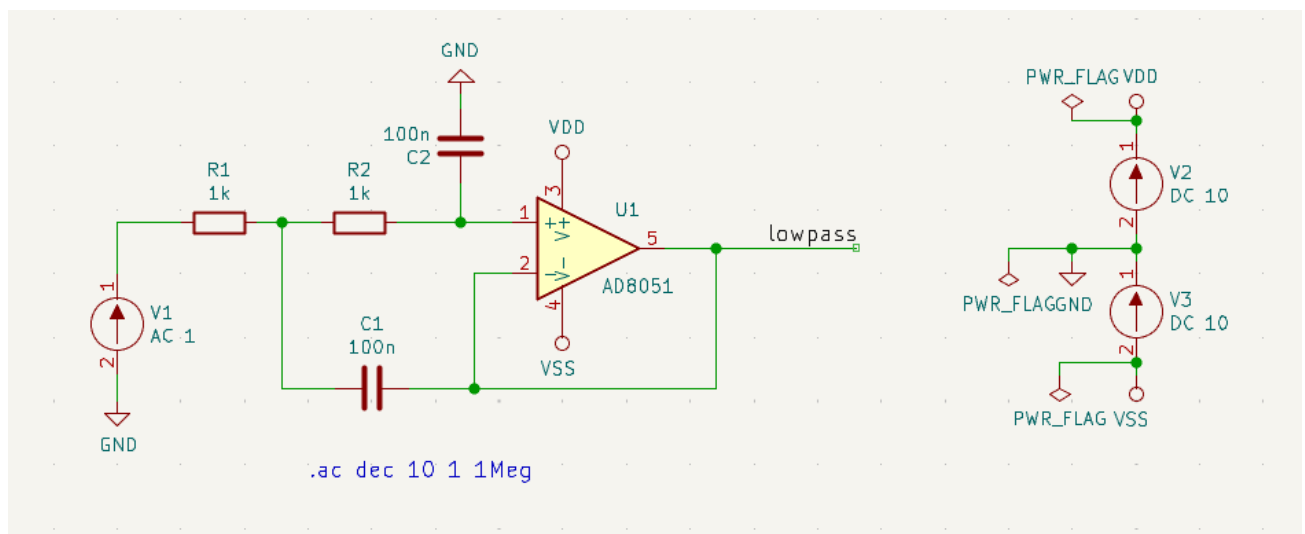 GND
PWR_FLAG VDD
100n
C2
VDD
R1
1k
R2
1k
3
1
V2
DC 10
2
1
+
V+
U1
lowpass
5
2
-
V-
AD8051
4
VSS
1
V1
AC 1
2
GND
C1
100n
PWR_FLAG GND
1
V3
DC 10
2
PWR_FLAG VSS
.ac dec 10 1 1Meg